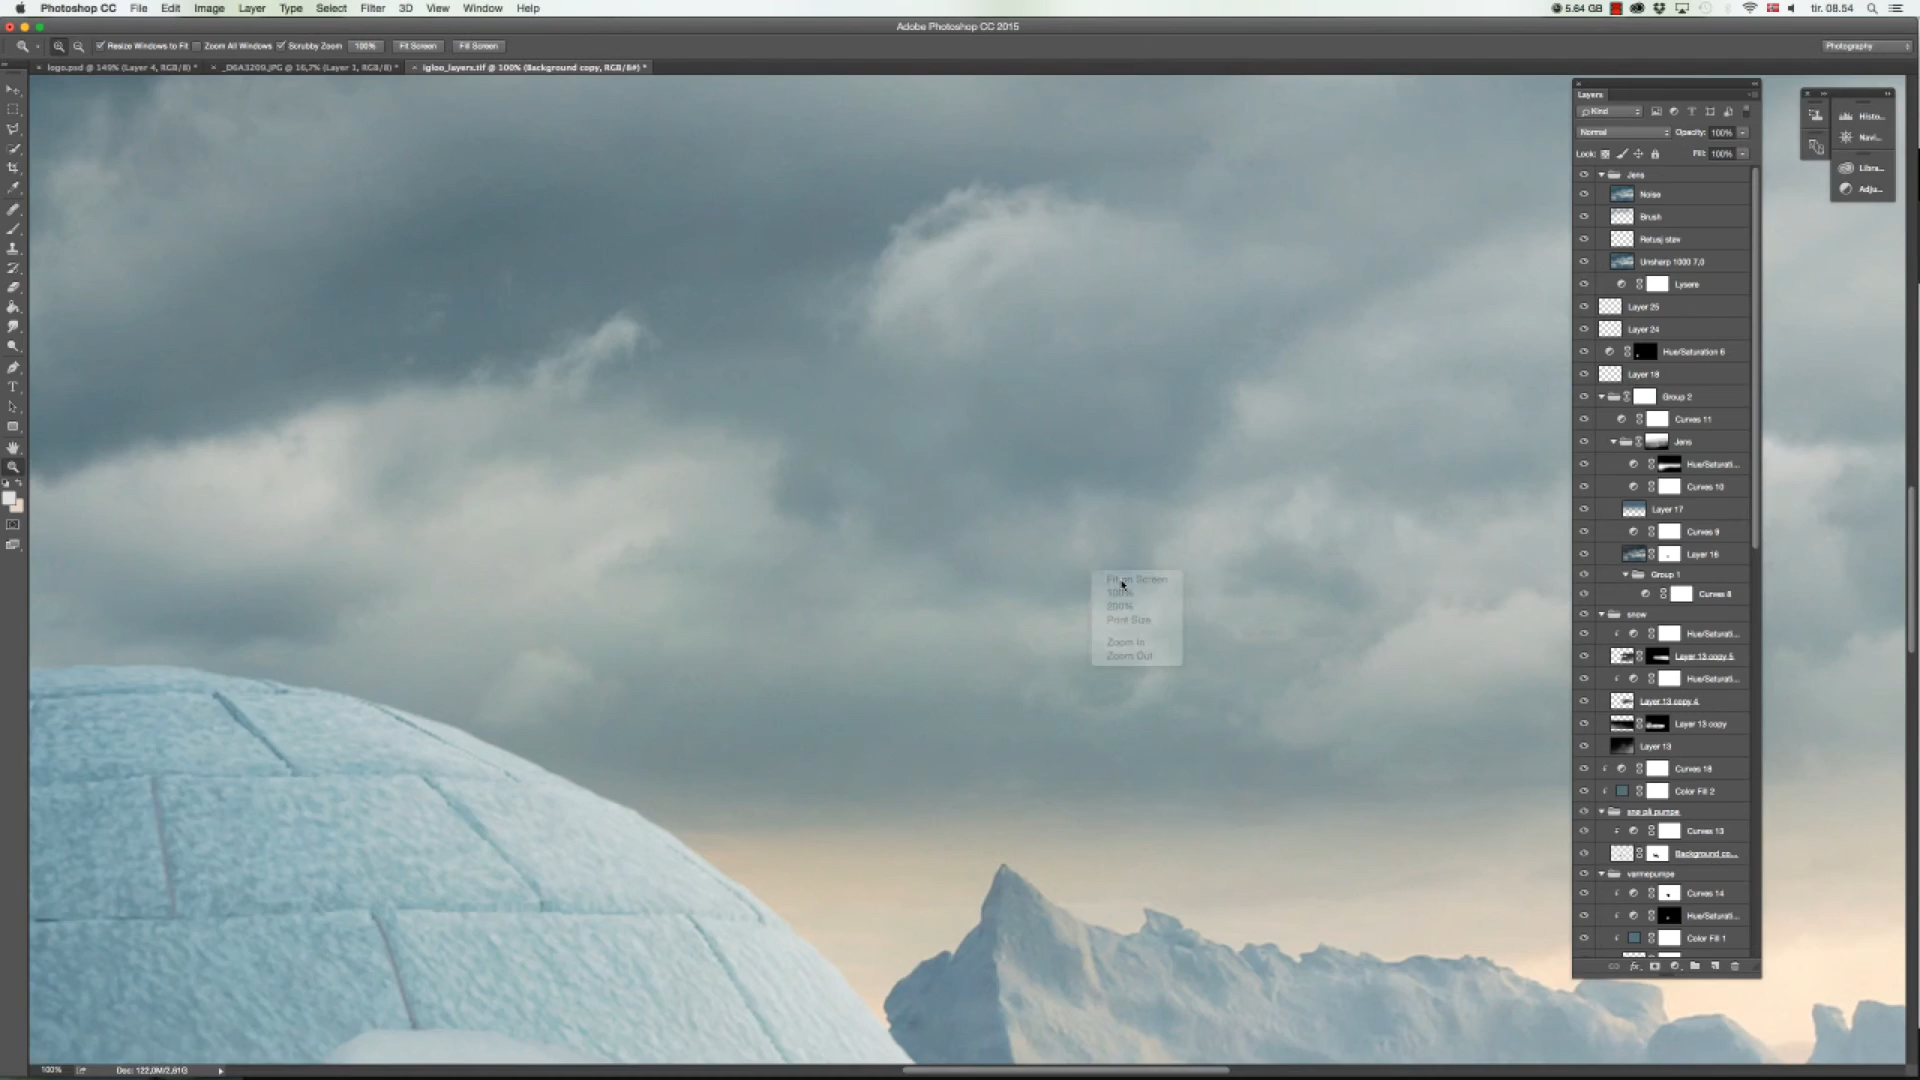 Photoshop CC File Edit Image Layer Type Select Filter 3D View Window Help 5.64 GB tir. 08.54
Adobe Photoshop CC 2015
Resize Windows to Fit Zoom All Windows Scrubby Zoom 100% Fit Screen Fill Screen Photography
logo.psd @ 149% (Layer 4, RGB/8) * _D6A3209.JPG @ 16,7% (Layer 1, RGB/8) * igloo_layers.tif @ 100% (Background copy, RGB/8#) *
Layers
Kind
Normal Opacity: 100%
Lock: Fill: 100%
Jens
Noise
Brush
Retusj støv
Unsharp 1000 7,0
Lysere
Layer 25
Layer 24
Hue/Saturation 6
Layer 18
Group 2
Curves 11
Jens
Hue/Saturati...
Curves 10
Layer 17
Curves 9
Layer 16
Group 1
Curves 8
snow
Hue/Saturati...
Layer 13 copy 5
Hue/Saturati...
Layer 13 copy 4
Layer 13 copy
Layer 13
Curves 18
Color Fill 2
snø på pumpe
Curves 13
Background co...
varmepumpe
Curves 14
Hue/Saturati...
Color Fill 1
Histo...
Navi...
Libra...
Adju...
Fit on Screen
100%
200%
Print Size
Zoom In
Zoom Out
100% Doc: 122,0M/2,81G